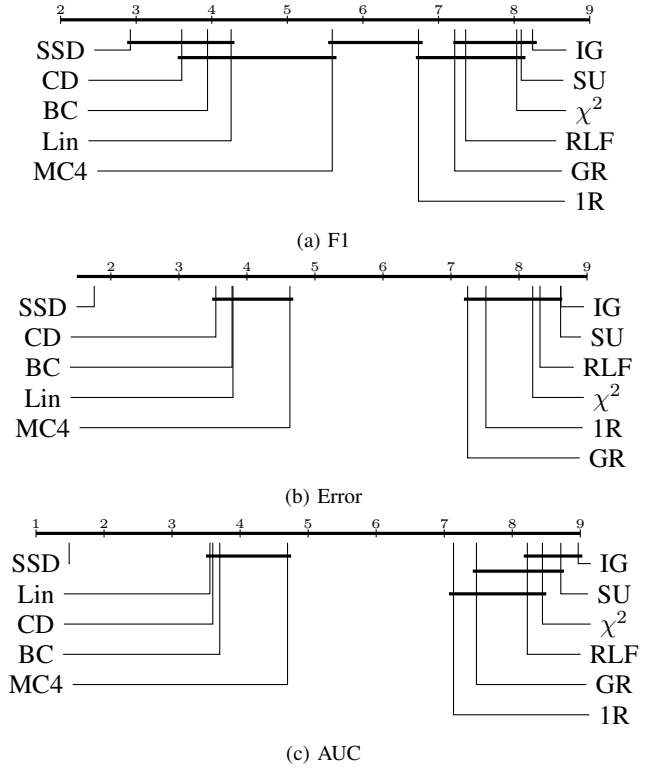 2 3 4 5 6 7 8 9
SSD IG
CD SU
BC χ²
Lin RLF
MC4 GR
1R
(a) F1
2 3 4 5 6 7 8 9
SSD IG
CD SU
BC RLF
Lin χ²
MC4 1R
GR
(b) Error
1 2 3 4 5 6 7 8 9
SSD IG
Lin SU
CD χ²
BC RLF
MC4 GR
1R
(c) AUC